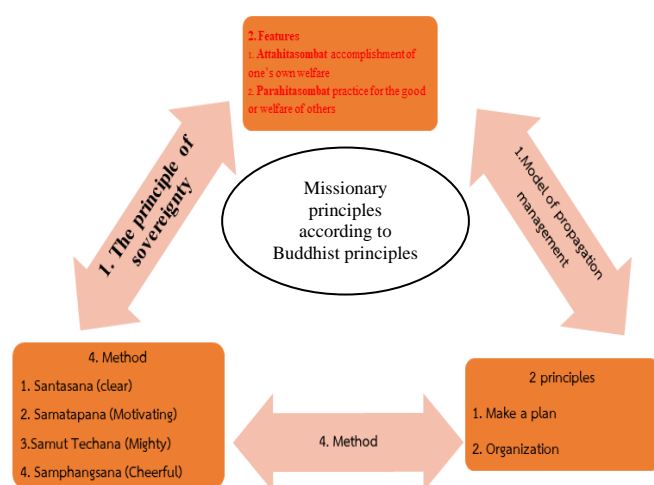 2. Features
1. Attahitasombat accomplishment of
one's own welfare
2. Parahitasombat practice for the good
or welfare of others
1. The principle of
sovereignty
Missionary
principles
according to
Buddhist principles
1.Model of propagation
management
4. Method
1. Santasana (clear)
2. Samatapana (Motivating)
3.Samut Techana (Mighty)
4. Samphangsana (Cheerful)
4. Method
2 principles
1. Make a plan
2. Organization